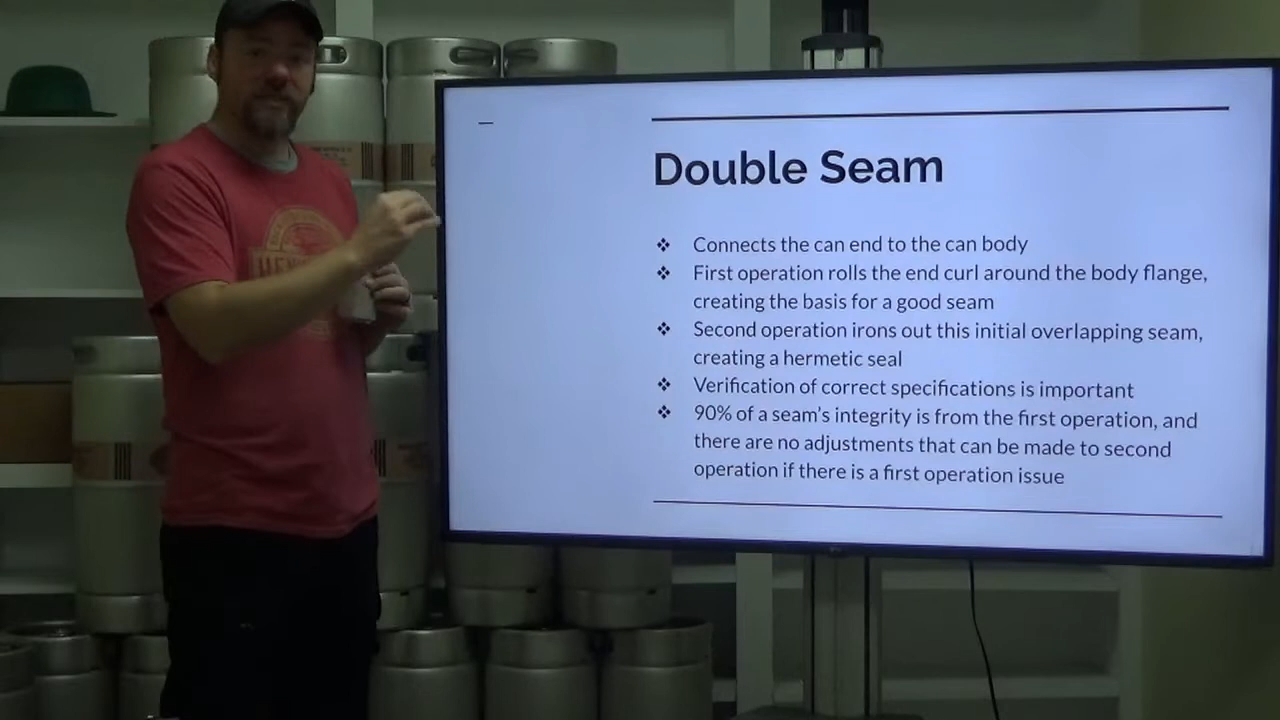 Double Seam
❖ Connects the can end to the can body
❖ First operation rolls the end curl around the body flange,
creating the basis for a good seam
❖ Second operation irons out this initial overlapping seam,
creating a hermetic seal
❖ Verification of correct specifications is important
❖ 90% of a seam's integrity is from the first operation, and
there are no adjustments that can be made to second
operation if there is a first operation issue